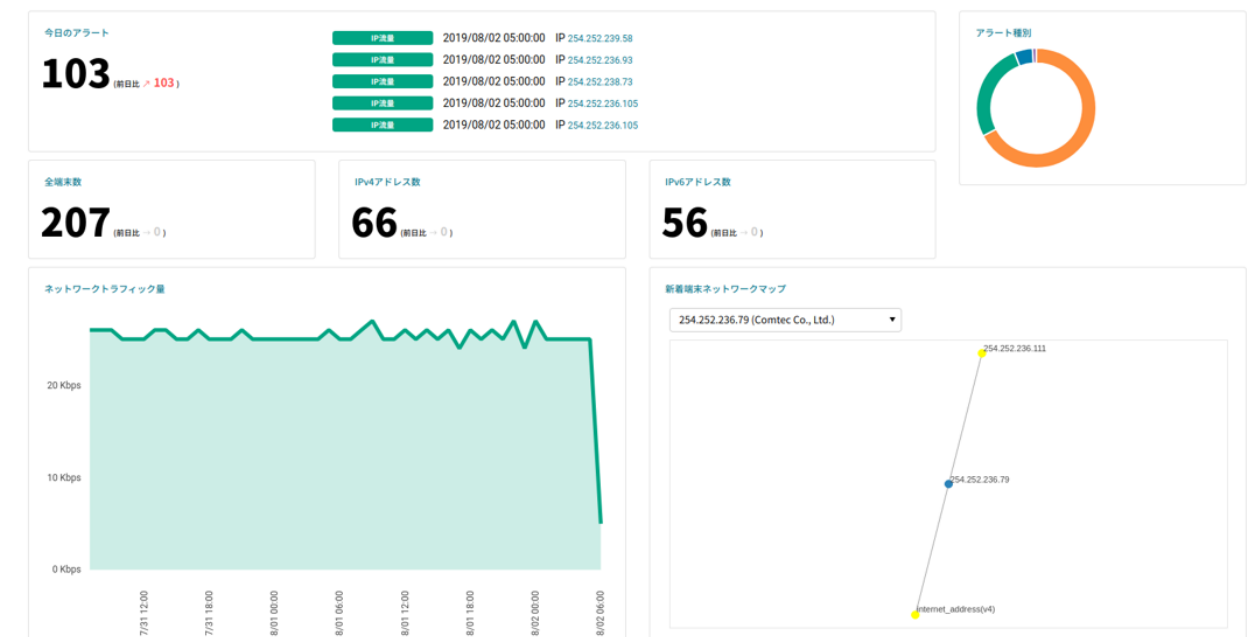 今日のアラート
103 (前日比 ↗ 103 )
IP流量 2019/08/02 05:00:00 IP 254.252.239.58
IP流量 2019/08/02 05:00:00 IP 254.252.236.93
IP流量 2019/08/02 05:00:00 IP 254.252.238.73
IP流量 2019/08/02 05:00:00 IP 254.252.236.105
IP流量 2019/08/02 05:00:00 IP 254.252.236.105
アラート種別
全端末数
207 (前日比 → 0 )
IPv4アドレス数
66 (前日比 → 0 )
IPv6アドレス数
56 (前日比 → 0 )
ネットワークトラフィック量
20 Kbps
10 Kbps
0 Kbps
7/31 12:00
7/31 18:00
8/01 00:00
8/01 06:00
8/01 12:00
8/01 18:00
8/02 00:00
8/02 06:00
新着端末ネットワークマップ
254.252.236.79 (Comtec Co., Ltd.)
254.252.236.111
254.252.236.79
internet_address(v4)